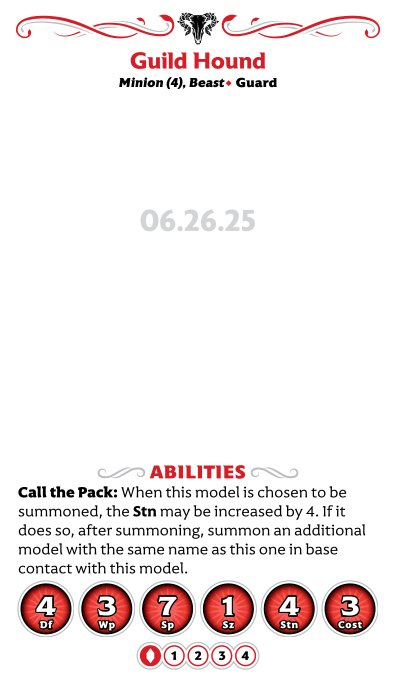 Guild Hound
Minion (4), Beast♦ Guard
06.26.25
ABILITIES
Call the Pack: When this model is chosen to be
summoned, the Stn may be increased by 4. If it
does so, after summoning, summon an additional
model with the same name as this one in base
contact with this model.
4 3 7 1 4 3
Df Wp Sp Sz Stn Cost
1 2 3 4